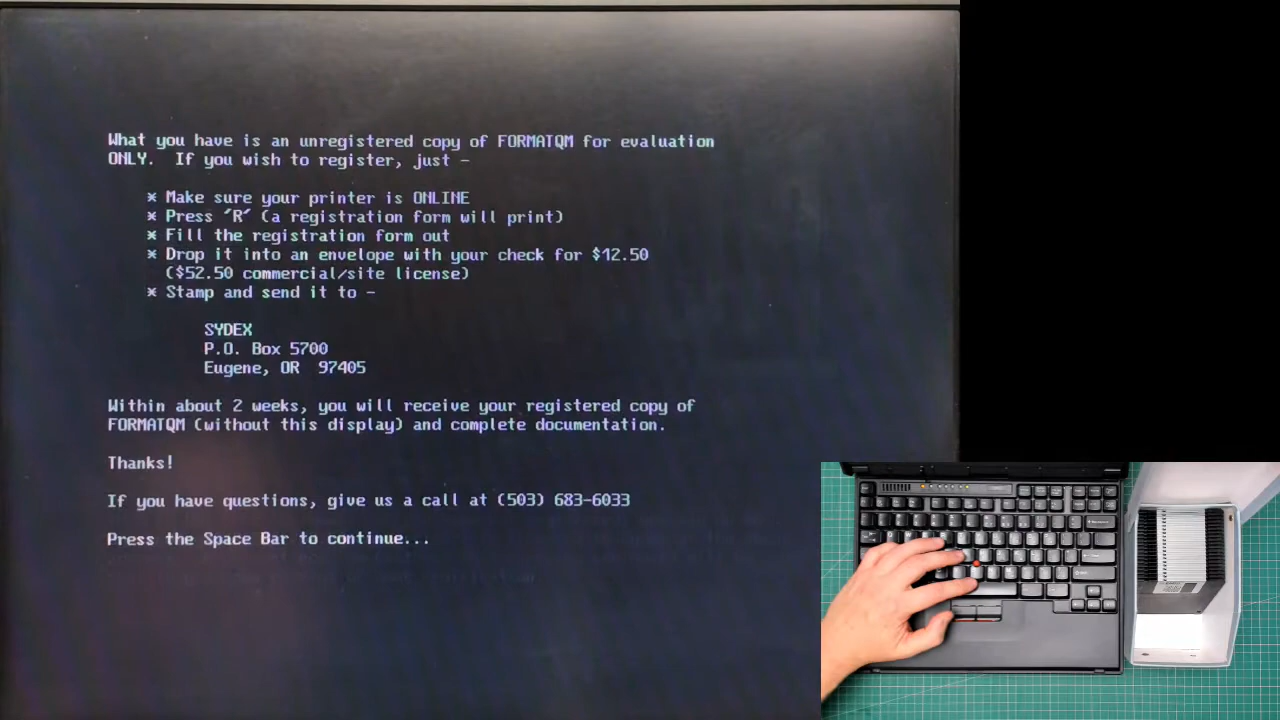 What you have is an unregistered copy of FORMATQM for evaluation
ONLY.  If you wish to register, just -
* Make sure your printer is ONLINE
* Press 'R' (a registration form will print)
* Fill the registration form out
* Drop it into an envelope with your check for $12.50
($52.50 commercial/site license)
* Stamp and send it to -
SYDEX
P.O. Box 5700
Eugene, OR  97405
Within about 2 weeks, you will receive your registered copy of
FORMATQM (without this display) and complete documentation.
Thanks!
If you have questions, give us a call at (503) 683-6033
Press the Space Bar to continue...